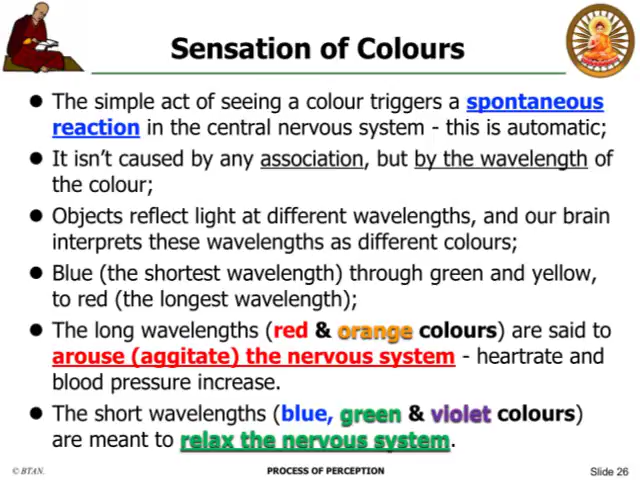 Sensation of Colours
● The simple act of seeing a colour triggers a spontaneous
reaction in the central nervous system - this is automatic;
● It isn't caused by any association, but by the wavelength of
the colour;
● Objects reflect light at different wavelengths, and our brain
interprets these wavelengths as different colours;
● Blue (the shortest wavelength) through green and yellow,
to red (the longest wavelength);
● The long wavelengths (red & orange colours) are said to
arouse (aggitate) the nervous system - heartrate and
blood pressure increase.
● The short wavelengths (blue, green & violet colours)
are meant to relax the nervous system.
© BTAN.
PROCESS OF PERCEPTION
Slide 26